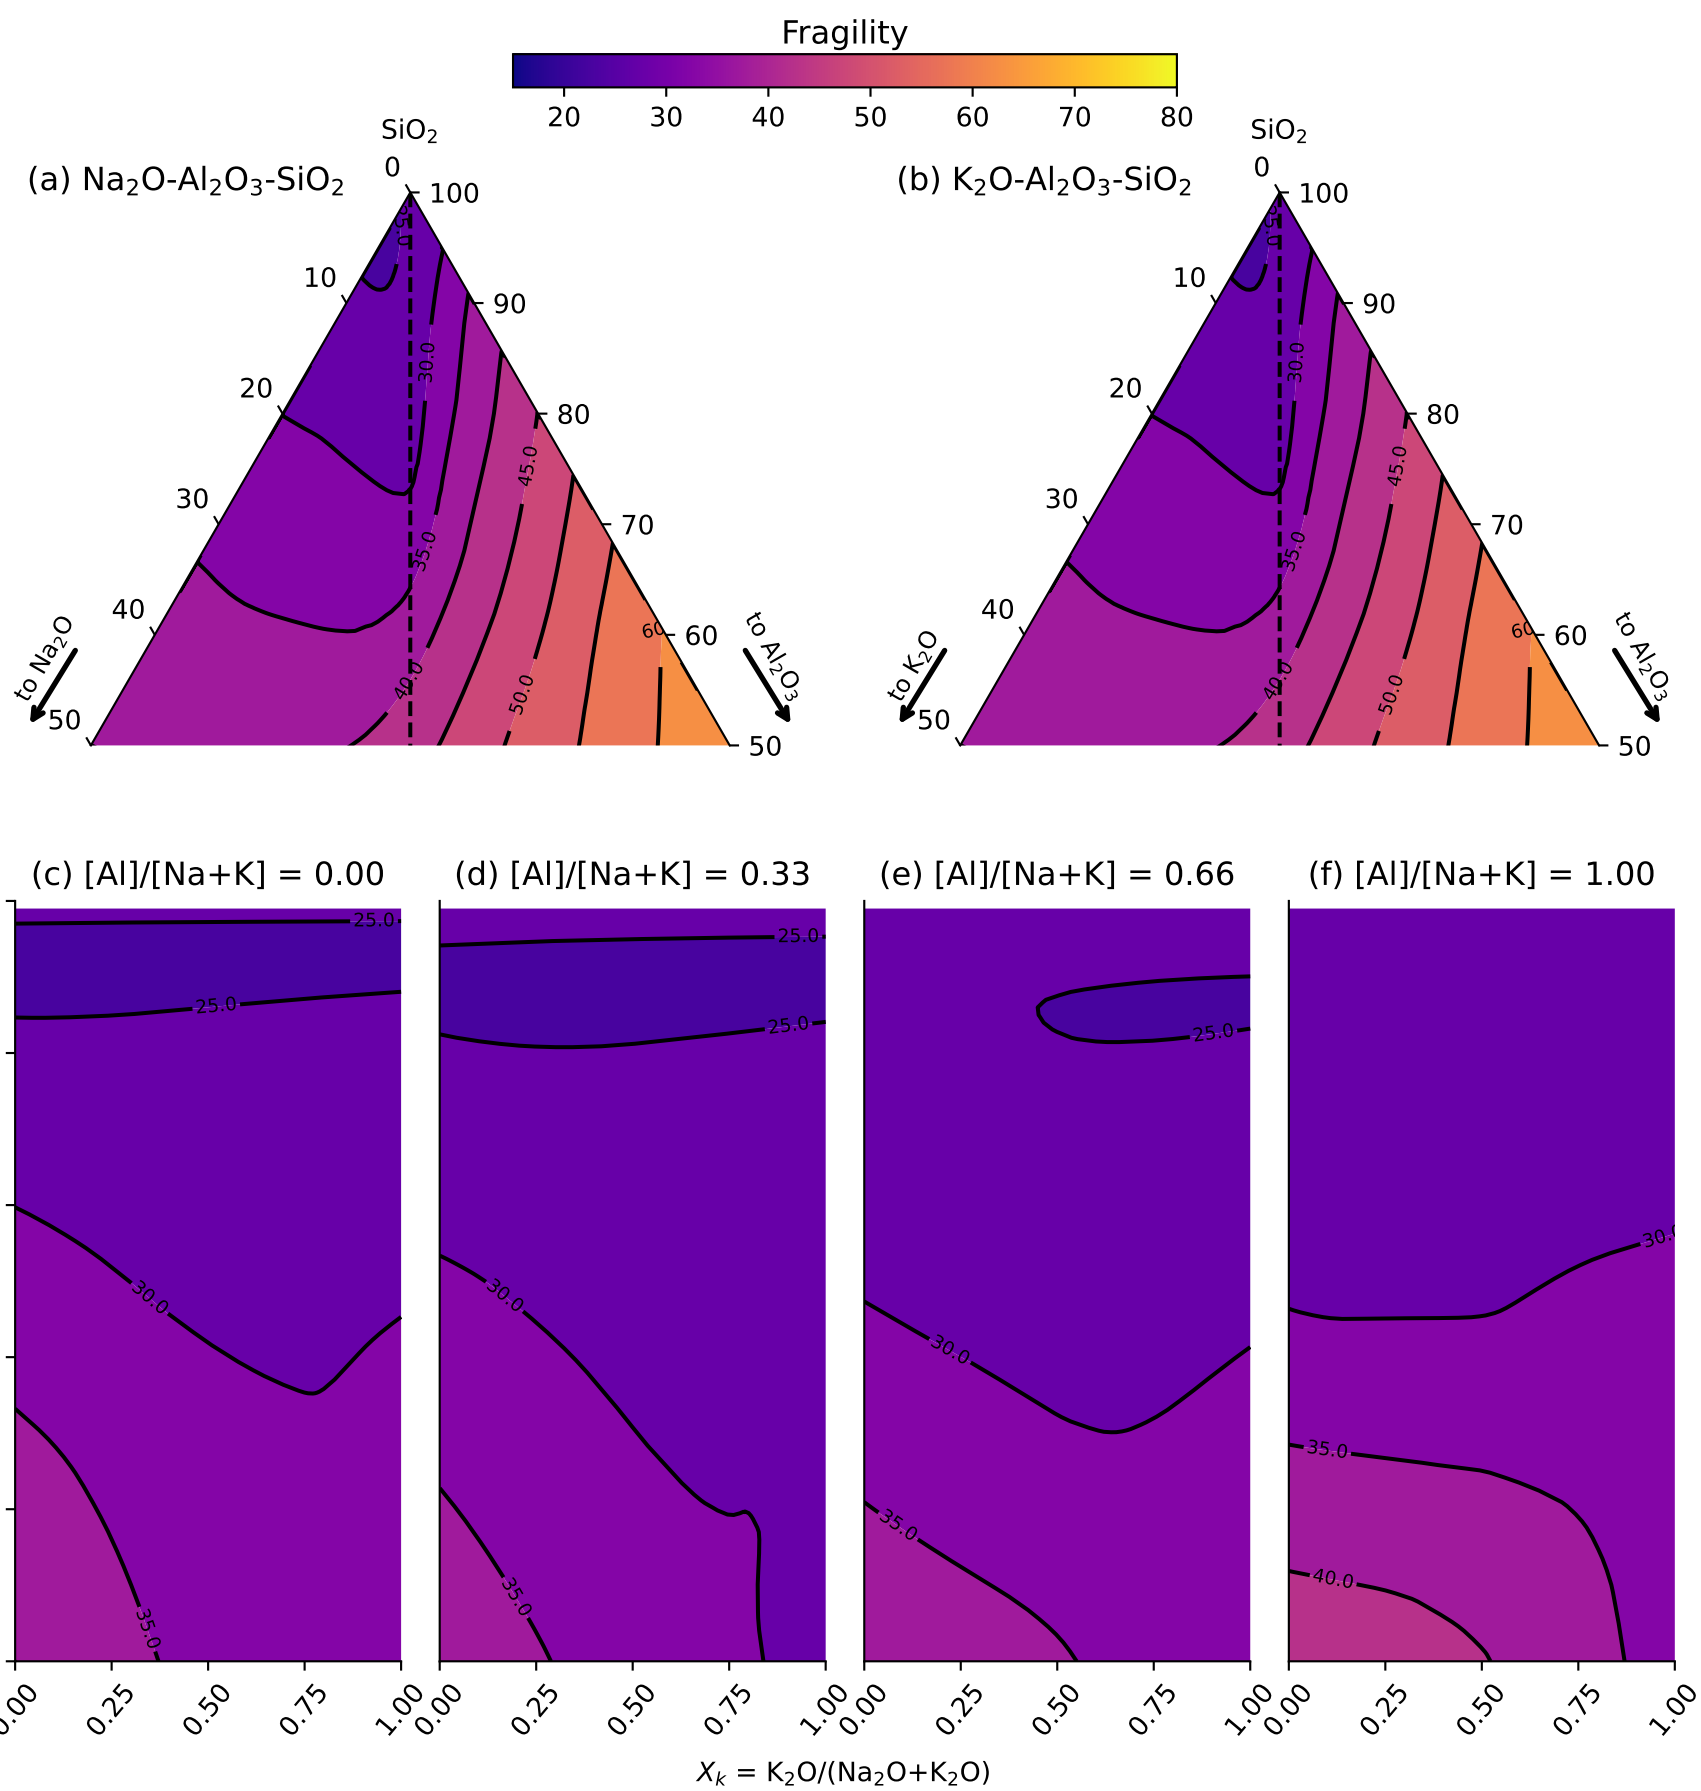 Fragility
20 30 40 50 60 70 80
SiO₂ SiO₂
(a) Na₂O-Al₂O₃-SiO₂
0
100
10
90
20
80
30
70
40
60
50
50
30.0
45.0
35.0
40.0
50.0
60
to Na₂O
to Al₂O₃
(b) K₂O-Al₂O₃-SiO₂
0
100
10
90
20
80
30
70
40
60
50
50
30.0
45.0
35.0
40.0
50.0
60
to K₂O
to Al₂O₃
(c) [Al]/[Na+K] = 0.00
25.0
25.0
30.0
35.0
0.00 0.25 0.50 0.75 1.00
(d) [Al]/[Na+K] = 0.33
25.0
25.0
30.0
35.0
0.00 0.25 0.50 0.75 1.00
(e) [Al]/[Na+K] = 0.66
25.0
30.0
35.0
0.00 0.25 0.50 0.75 1.00
(f) [Al]/[Na+K] = 1.00
30.0
35.0
40.0
0.00 0.25 0.50 0.75 1.00
Xₖ = K₂O/(Na₂O+K₂O)